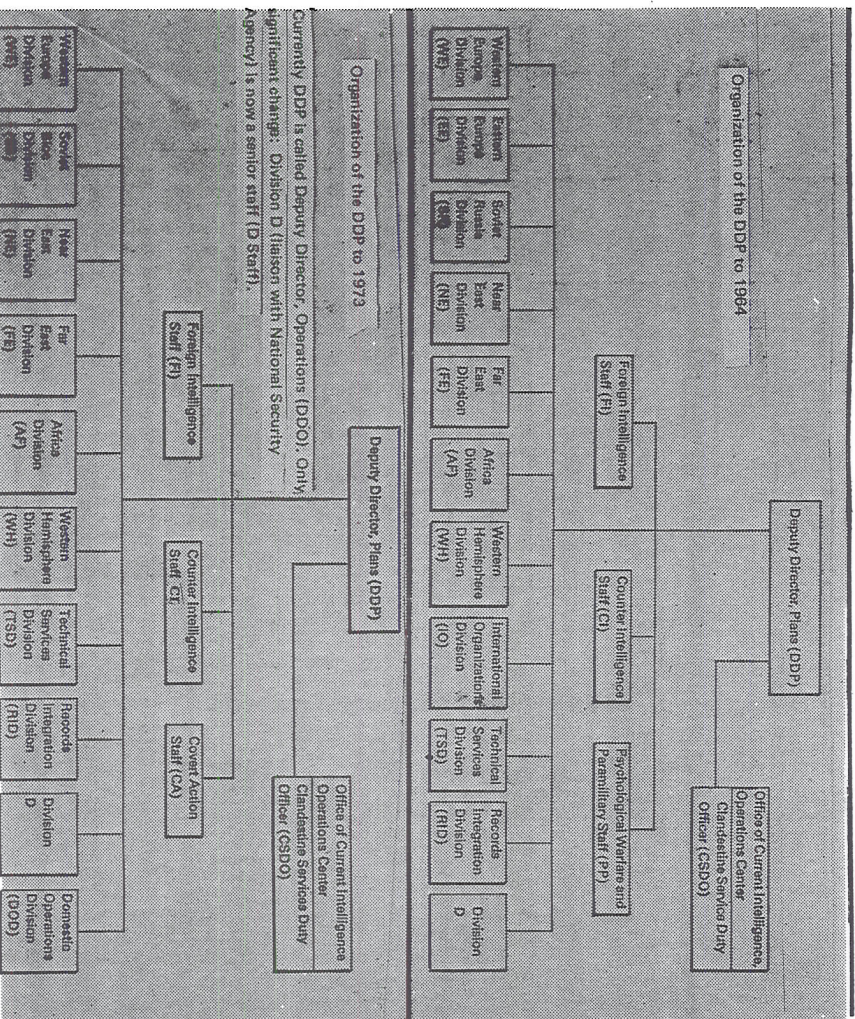 Organization of the DDP to 1964
Deputy Director, Plans (DDP)
Office of Current Intelligence,
Operations Center
Clandestine Service Duty
Officer (CSDO)
Foreign Intelligence
Staff (FI)
Counter Intelligence
Staff (CI)
Psychological Warfare and
Paramilitary Staff (PP)
Western
Europe
Division
(WE)
Eastern
Europe
Division
(EE)
Soviet
Russia
Division
Near
East
Division
(NE)
Far
East
Division
(FE)
Africa
Division
(AF)
Western
Hemisphere
Division
(WH)
International
Organizations
Division
(IO)
Technical
Services
Division
(TSD)
Records
Integration
Division
(RID)
Division
D
Organization of the DDP to 1973
Deputy Director, Plans (DDP)
Currently DDP is called Deputy Director, Operations (DDO). Only
significant change: Division D (liaison with National Security
Agency) is now a senior staff (D Staff).
Office of Current Intelligence
Operations Center
Clandestine Services Duty
Officer (CSDO)
Foreign Intelligence
Staff (FI)
Counter Intelligence
Staff CI
Covert Action
Staff (CA)
Western
Europe
Division
(WE)
Soviet
Bloc
Division
Near
East
Division
(NE)
Far
East
Division
(FE)
Africa
Division
(AF)
Western
Hemisphere
Division
(WH)
Technical
Services
Division
(TSD)
Records
Integration
Division
(RID)
Division
D
Domestic
Operations
Division
(DOD)